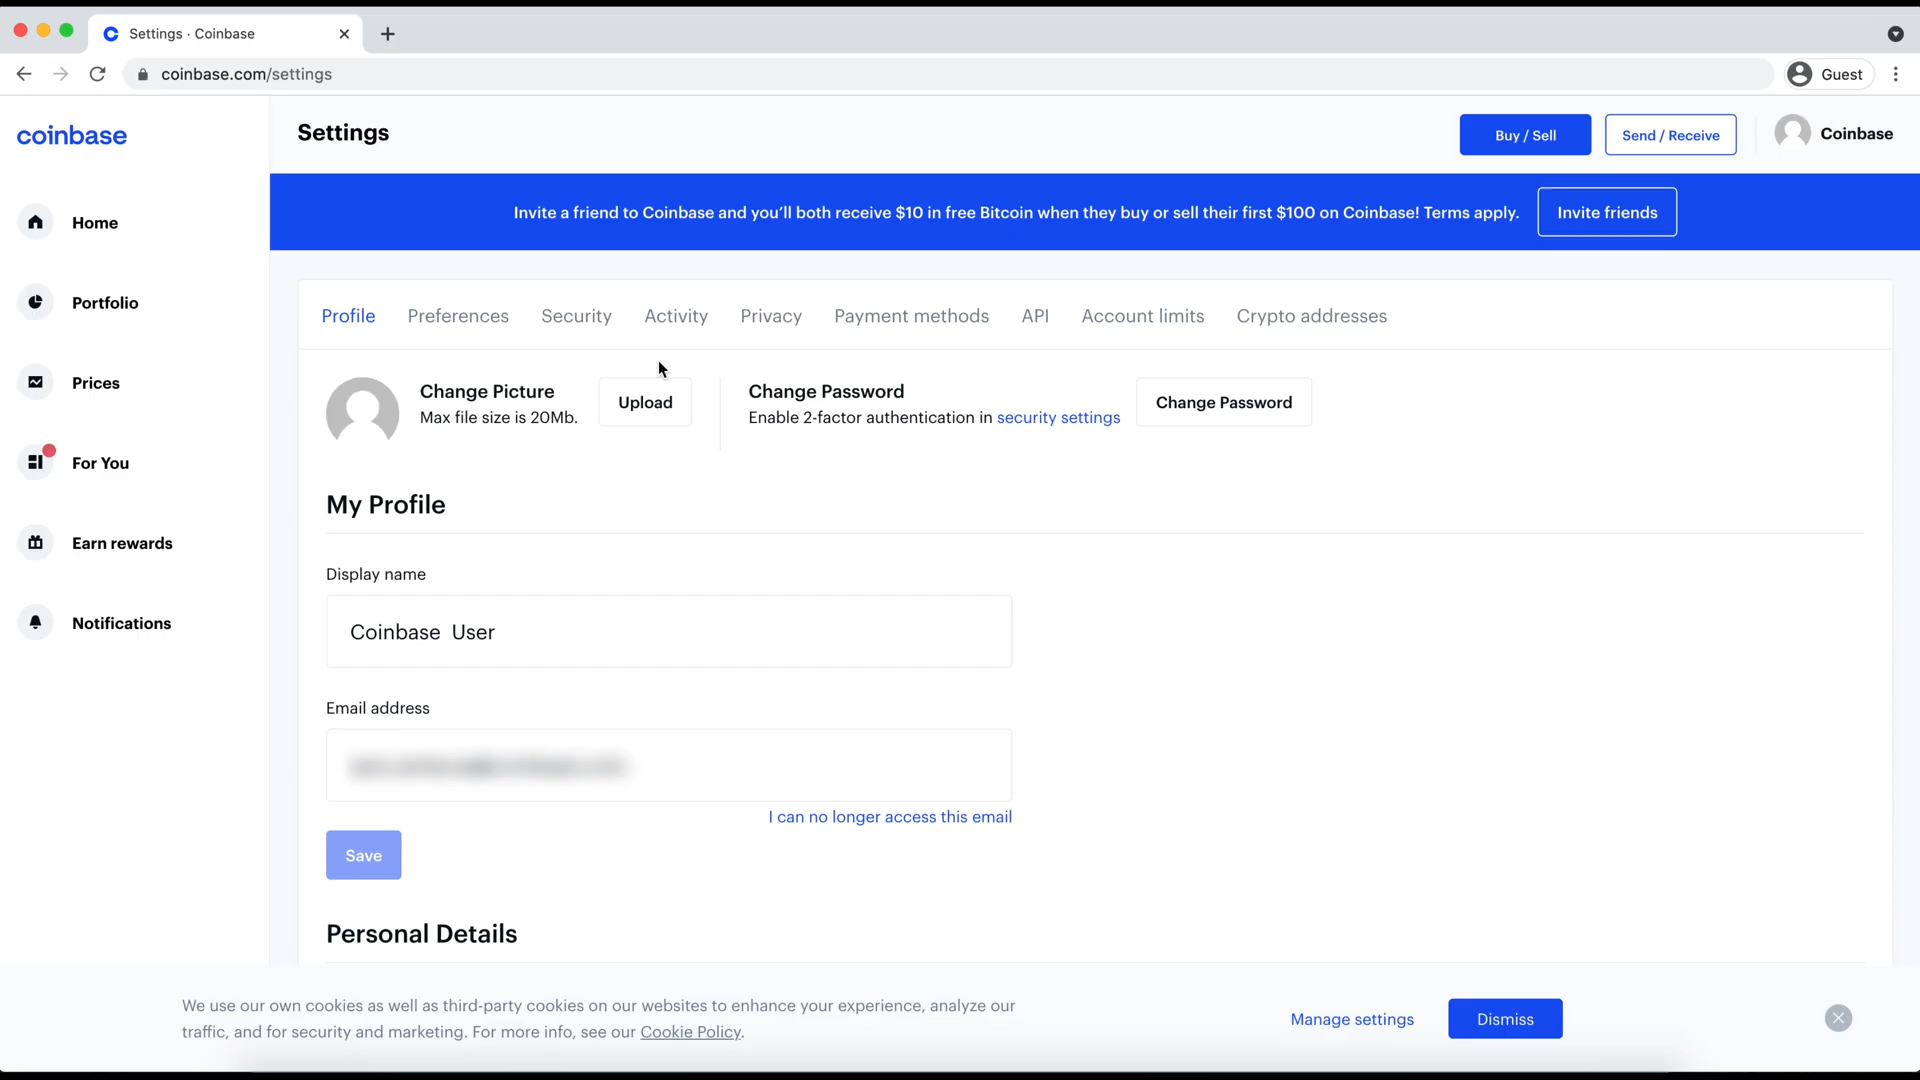 Settings · Coinbase
coinbase.com/settings
Guest
coinbase
Settings
Buy / Sell
Send / Receive
Coinbase
Invite a friend to Coinbase and you’ll both receive $10 in free Bitcoin when they buy or sell their first $100 on Coinbase! Terms apply.
Invite friends
Home
Portfolio
Prices
For You
Earn rewards
Notifications
Profile Preferences Security Activity Privacy Payment methods API Account limits Crypto addresses
Change Picture
Max file size is 20Mb.
Upload
Change Password
Enable 2-factor authentication in security settings
Change Password
My Profile
Display name
Coinbase User
Email address
I can no longer access this email
Save
Personal Details
We use our own cookies as well as third-party cookies on our websites to enhance your experience, analyze our
traffic, and for security and marketing. For more info, see our Cookie Policy.
Manage settings
Dismiss